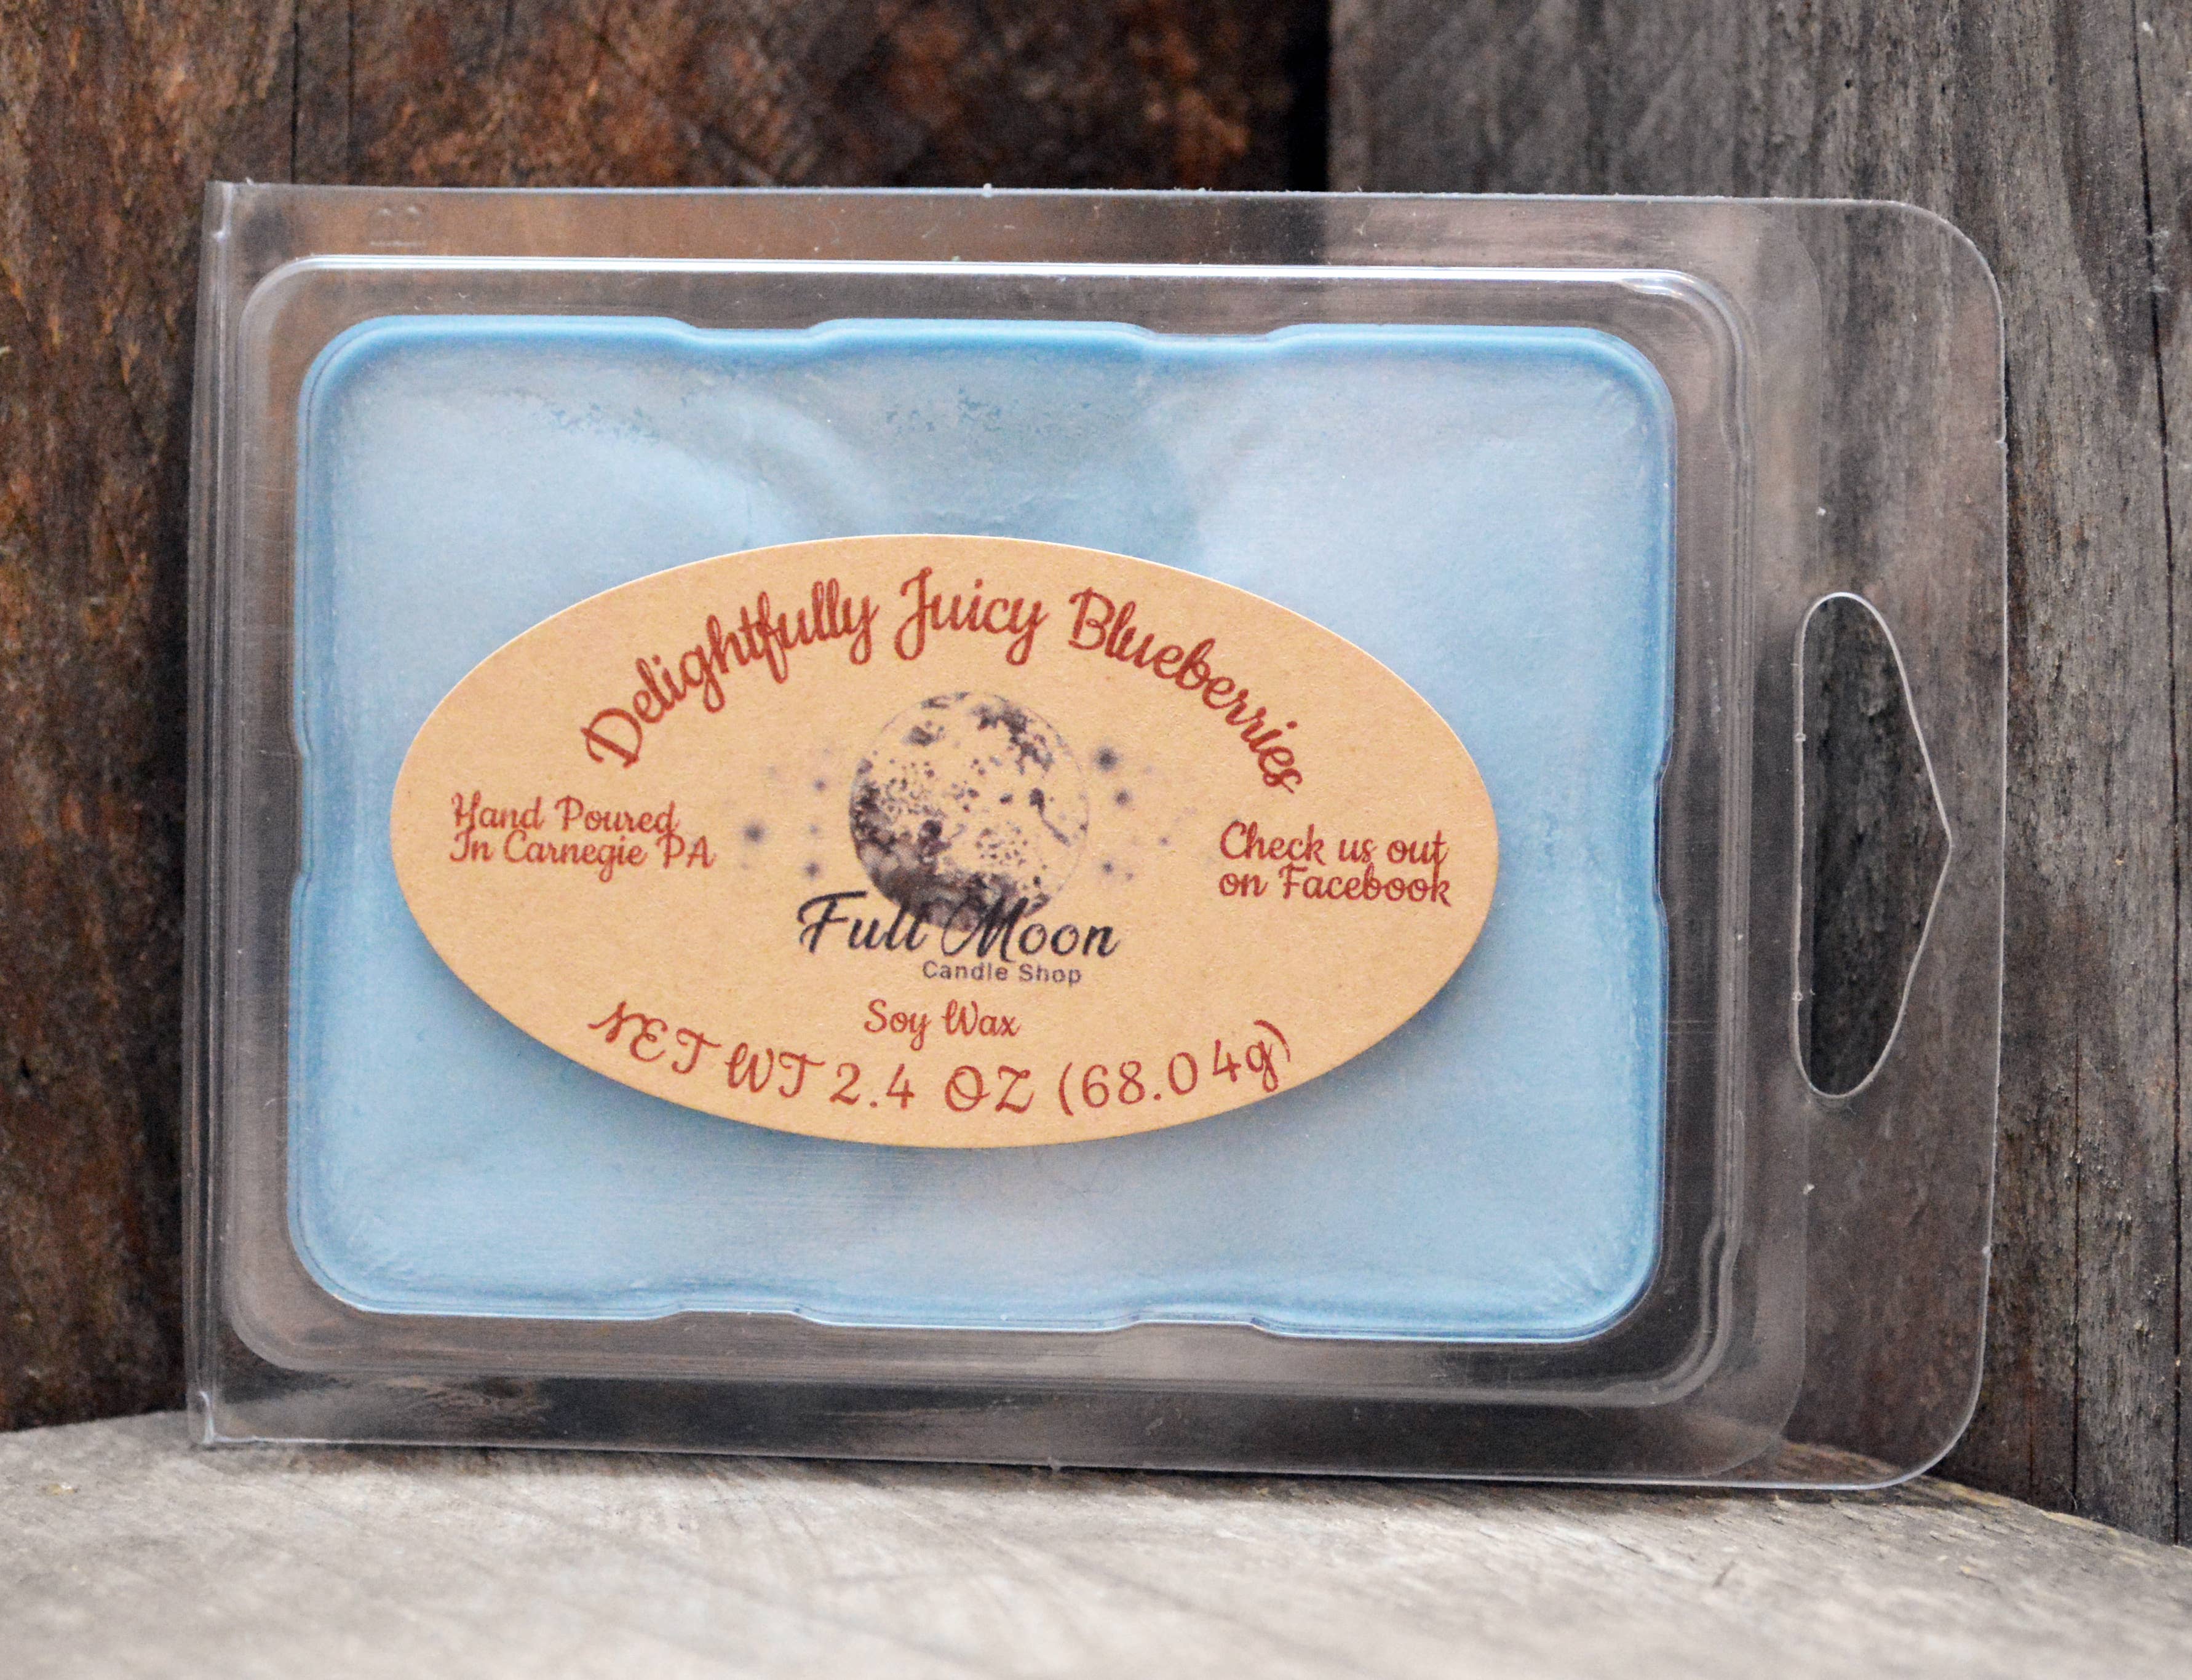 Delightfully Juicy Blueberries
Hand Poured
In Carnegie PA
Check us out
on Facebook
Full Moon
Candle Shop
Soy Wax
NET WT 2.4 OZ (68.04g)